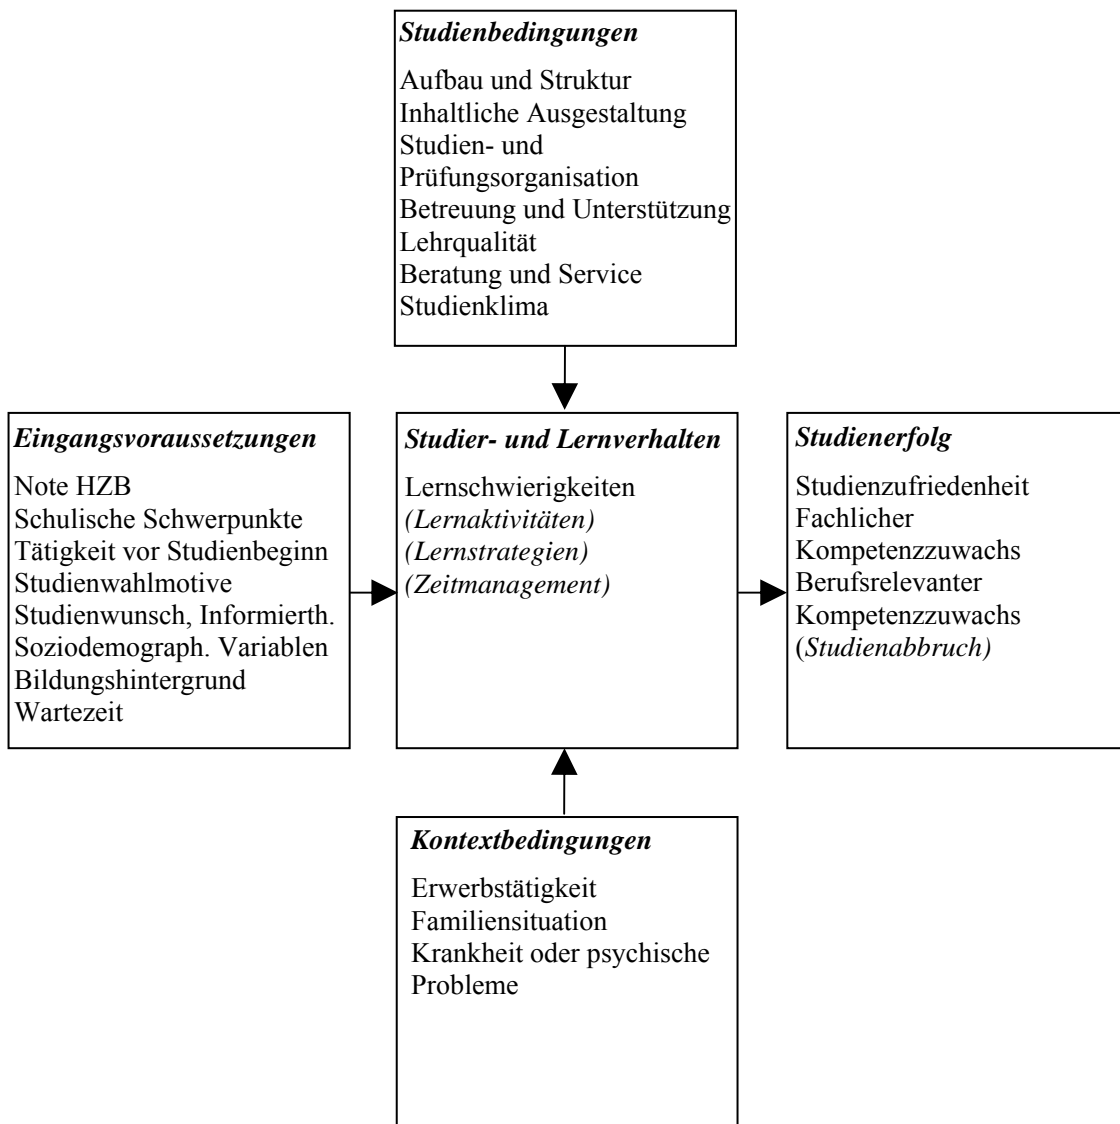 Studienbedingungen
Aufbau und Struktur
Inhaltliche Ausgestaltung
Studien- und
Prüfungsorganisation
Betreuung und Unterstützung
Lehrqualität
Beratung und Service
Studienklima
Eingangsvoraussetzungen
Note HZB
Schulische Schwerpunkte
Tätigkeit vor Studienbeginn
Studienwahlmotive
Studienwunsch, Informierth.
Soziodemograph. Variablen
Bildungshintergrund
Wartezeit
Studier- und Lernverhalten
Lernschwierigkeiten
(Lernaktivitäten)
(Lernstrategien)
(Zeitmanagement)
Studienerfolg
Studienzufriedenheit
Fachlicher
Kompetenzzuwachs
Berufsrelevanter
Kompetenzzuwachs
(Studienabbruch)
Kontextbedingungen
Erwerbstätigkeit
Familiensituation
Krankheit oder psychische
Probleme